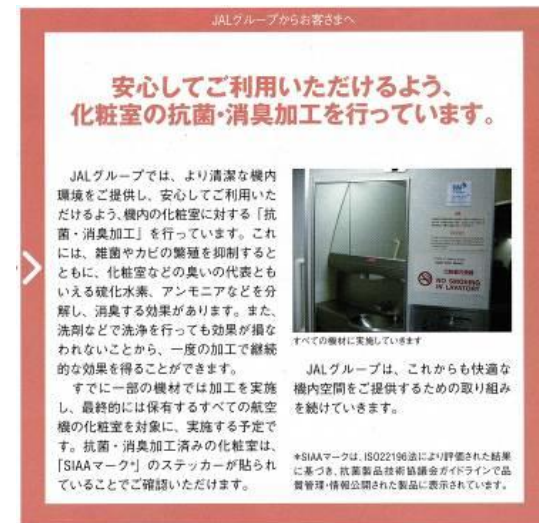 JALグループからお客さまへ
安心してご利用いただけるよう、
化粧室の抗菌・消臭加工を行っています。
JALグループでは、より清潔な機内
環境をご提供し、安心してご利用いた
だけるよう、機内の化粧室に対する「抗
菌・消臭加工」を行っています。これ
には、雑菌やカビの繁殖を抑制すると
ともに、化粧室などの臭いの代表とも
いえる硫化水素、アンモニアなどを分
解し、消臭する効果があります。また、
洗剤などで洗浄を行っても効果が損な
われないことから、一度の加工で継続
的な効果を得ることができます。
すでに一部の機材では加工を実施
し、最終的には保有するすべての航空
機の化粧室を対象に、実施する予定で
す。抗菌・消臭加工済みの化粧室は、
「SIAAマーク*」のステッカーが貼られ
ていることでご確認いただけます。
NO SMOKING
IN LAVATORY
すべての機材に実施していきます
JALグループは、これからも快適な
機内空間をご提供するための取り組み
を続けていきます。
*SIAAマークは、ISO22196法により評価された結果
に基づき、抗菌製品技術協議会ガイドラインで品
質管理・情報公開された製品に表示されています。